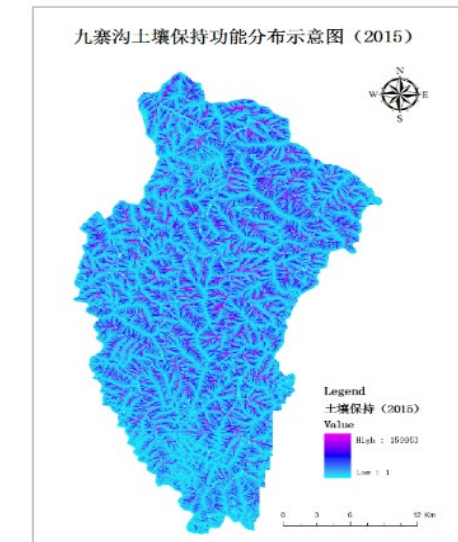 九寨沟土壤保持功能分布示意图（2015）
N
W E
S
Legend
土壤保持（2015）
Value
High : 159953
Low : 1
0 3 6 12 Km